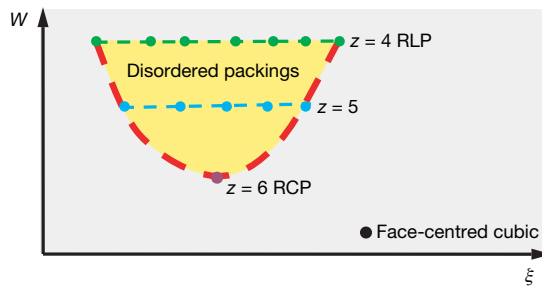 W
z = 4 RLP
Disordered packings
z = 5
z = 6 RCP
Face-centred cubic
ξ